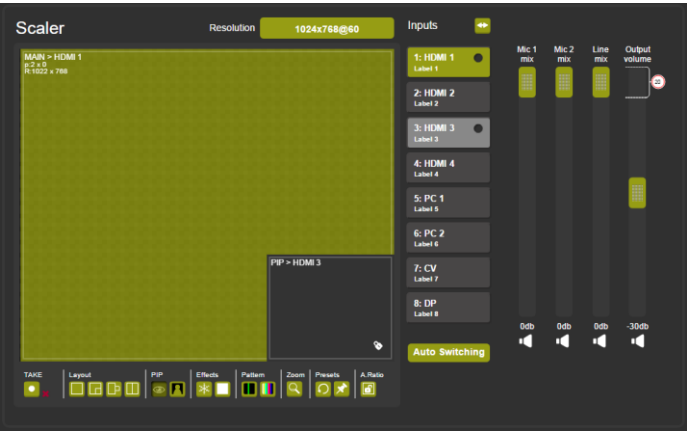 Scaler
Resolution
1024x768@60
Inputs
MAIN > HDMI 1
p:2 x 0
R:1022 x 768
PIP > HDMI 3
1: HDMI 1
Label 1
2: HDMI 2
Label 2
3: HDMI 3
Label 3
4: HDMI 4
Label 4
5: PC 1
Label 5
6: PC 2
Label 6
7: CV
Label 7
8: DP
Label 8
Auto Switching
Mic 1 mix
Mic 2 mix
Line mix
Output volume
0db
0db
0db
-30db
TAKE
Layout
PIP
Effects
Pattern
Zoom
Presets
A.Ratio